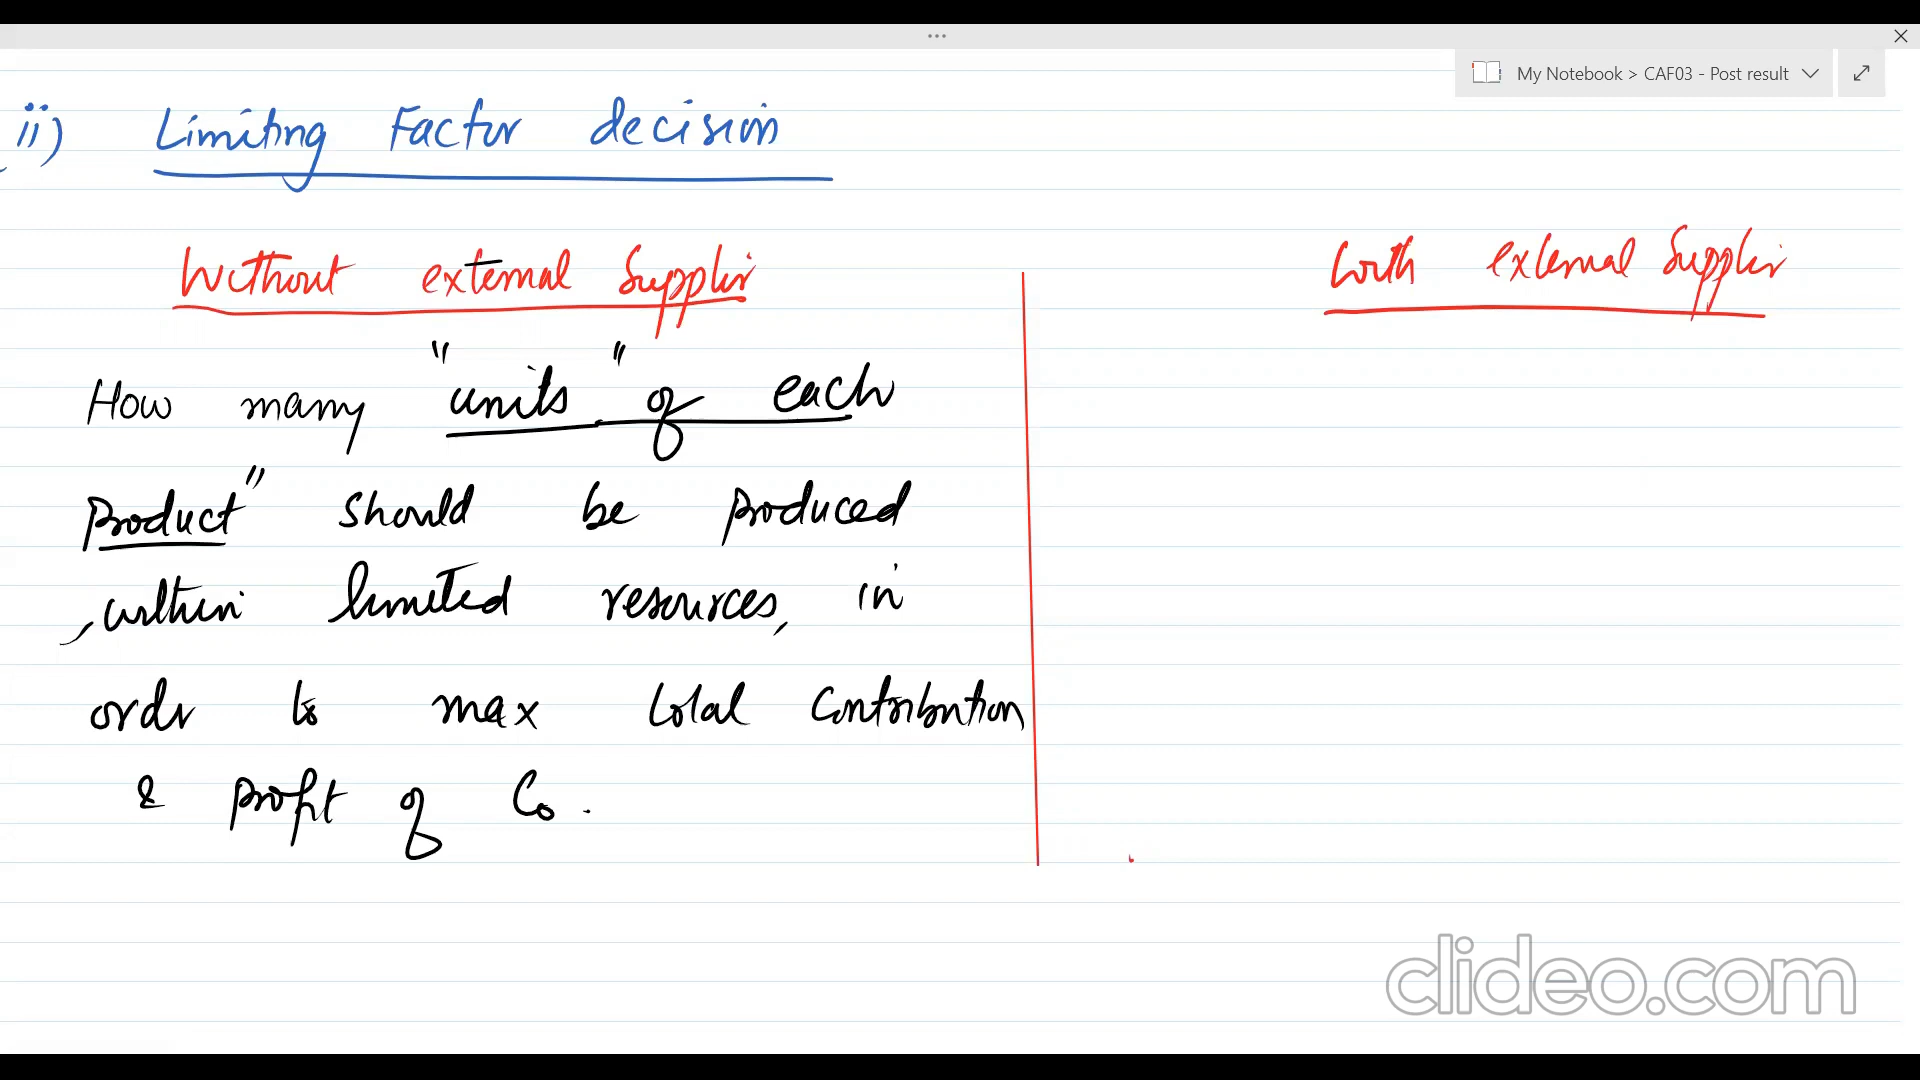 My Notebook > CAF03 - Post result
ii) Limiting Factor decision
Without external Supplier
With external Supplier
How many "units" of each
Product" should be produced
, within limited resources, in
order to max total Contribution
& Profit of Co.
clideo.com